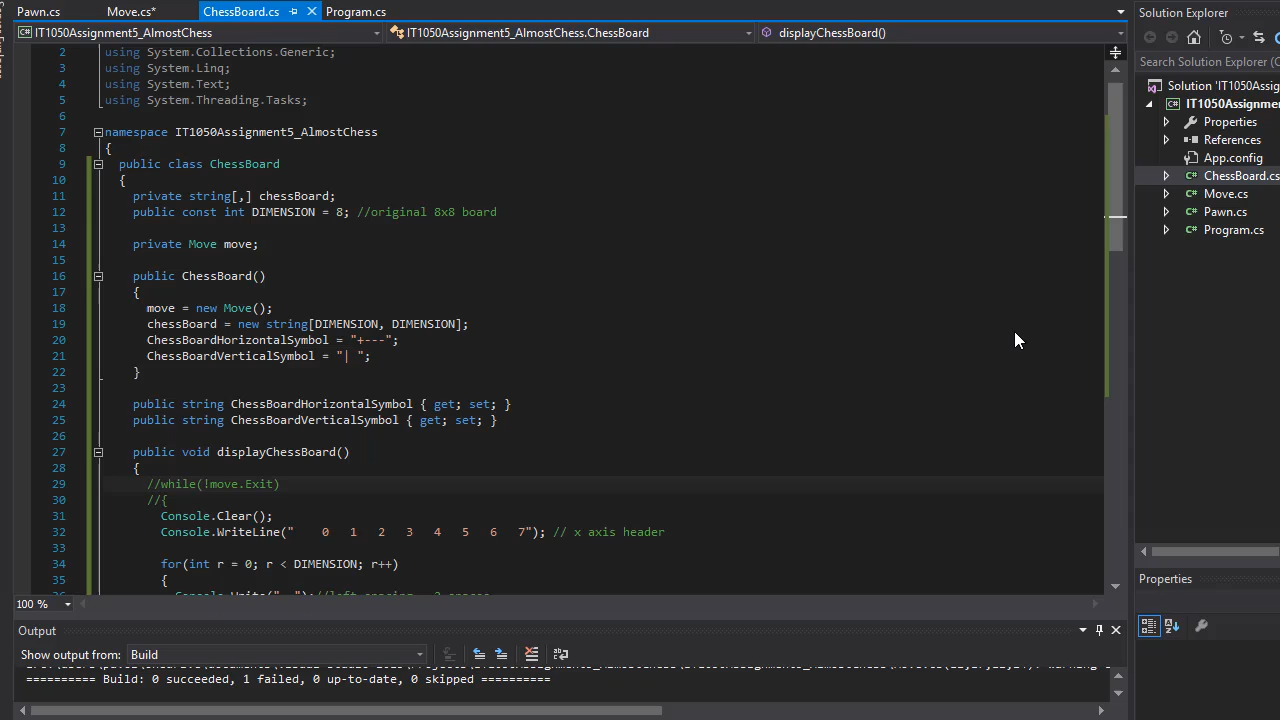 Pawn.cs
Move.cs*
ChessBoard.cs
Program.cs
Solution Explorer
IT1050Assignment5_AlmostChess
IT1050Assignment5_AlmostChess.ChessBoard
displayChessBoard()
2 using System.Collections.Generic;
3 using System.Linq;
4 using System.Text;
5 using System.Threading.Tasks;
6
7 namespace IT1050Assignment5_AlmostChess
8 {
9 public class ChessBoard
10 {
11 private string[,] chessBoard;
12 public const int DIMENSION = 8; //original 8x8 board
13
14 private Move move;
15
16 public ChessBoard()
17 {
18 move = new Move();
19 chessBoard = new string[DIMENSION, DIMENSION];
20 ChessBoardHorizontalSymbol = "+---";
21 ChessBoardVerticalSymbol = "| ";
22 }
23
24 public string ChessBoardHorizontalSymbol { get; set; }
25 public string ChessBoardVerticalSymbol { get; set; }
26
27 public void displayChessBoard()
28 {
29 //while(!move.Exit)
30 //{
31 Console.Clear();
32 Console.WriteLine("    0   1   2   3   4   5   6   7"); // x axis header
33
34 for(int r = 0; r < DIMENSION; r++)
35 {
100 %
Search Solution Explorer (C
Solution 'IT1050Assig
IT1050Assignme
Properties
References
App.config
ChessBoard.cs
Move.cs
Pawn.cs
Program.cs
Properties
Output
Show output from: Build
========== Build: 0 succeeded, 1 failed, 0 up-to-date, 0 skipped ==========